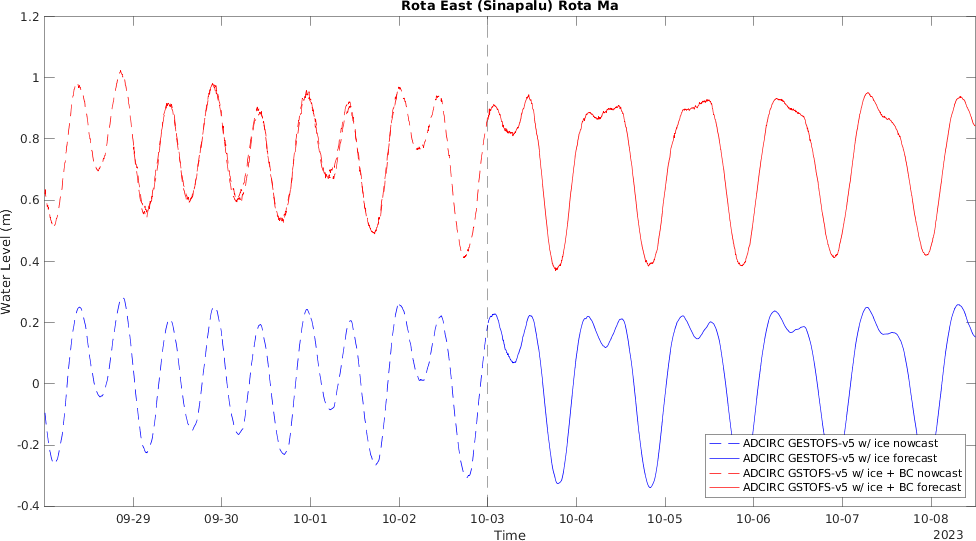 Rota East (Sinapalu) Rota Ma
1.2
1
0.8
0.6
0.4
0.2
0
-0.2
-0.4
Water Level (m)
ADCIRC GESTOFS-v5 w/ ice nowcast
ADCIRC GESTOFS-v5 w/ ice forecast
ADCIRC GSTOFS-v5 w/ ice + BC nowcast
ADCIRC GSTOFS-v5 w/ ice + BC forecast
09-29 09-30 10-01 10-02 10-03 10-04 10-05 10-06 10-07 10-08
Time
2023